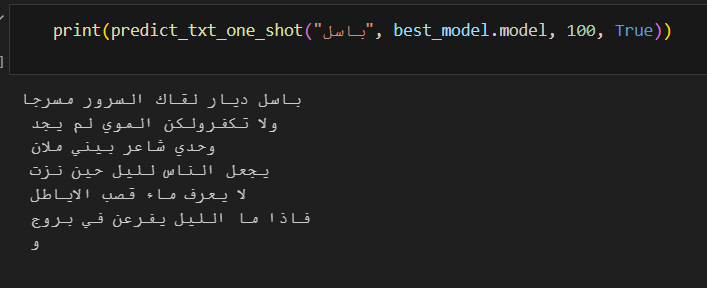 print(predict_txt_one_shot("باسل", best_model.model, 100, True))
باسل ديار لقاك السرور مسرجا
ولا تكفرولكن الموي لم يجد
وحدي شاعر بيني ملان
يجعل الناس لليل حين نزت
لا يعرف ماء قصب الاياطل
فاذا ما الليل يفرعن في بروج
و